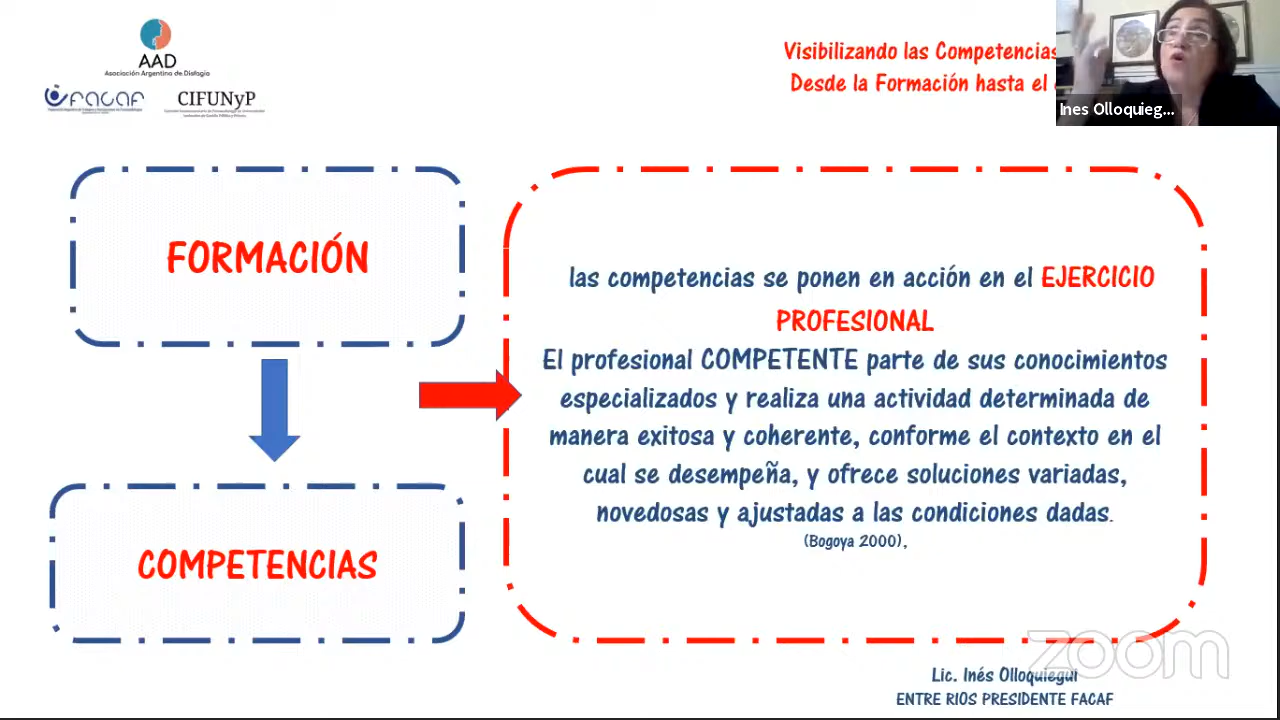 AAD
Asociación Argentina de Disfagia
FACAF
CIFUNyP
Visibilizando las Competencias
Desde la Formación hasta el
Ines Olloquieg...
FORMACIÓN
COMPETENCIAS
las competencias se ponen en acción en el EJERCICIO
PROFESIONAL
El profesional COMPETENTE parte de sus conocimientos
especializados y realiza una actividad determinada de
manera exitosa y coherente, conforme el contexto en el
cual se desempeña, y ofrece soluciones variadas,
novedosas y ajustadas a las condiciones dadas.
(Bogoya 2000),
zoom
Lic. Inés Olloquiegui
ENTRE RIOS PRESIDENTE FACAF